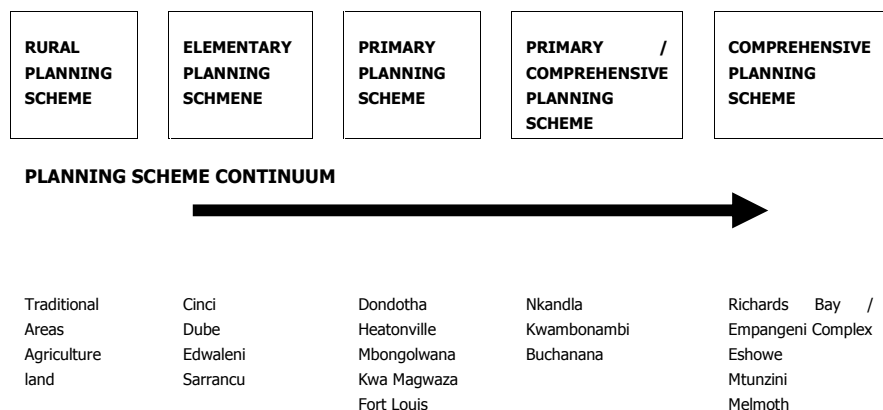 RURAL
PLANNING
SCHEME
ELEMENTARY
PLANNING
SCHMENE
PRIMARY
PLANNING
SCHEME
PRIMARY /
COMPREHENSIVE
PLANNING
SCHEME
COMPREHENSIVE
PLANNING
SCHEME
PLANNING SCHEME CONTINUUM
Traditional
Areas
Agriculture
land
Cinci
Dube
Edwaleni
Sarrancu
Dondotha
Heatonville
Mbongolwana
Kwa Magwaza
Fort Louis
Nkandla
Kwambonambi
Buchanana
Richards Bay /
Empangeni Complex
Eshowe
Mtunzini
Melmoth